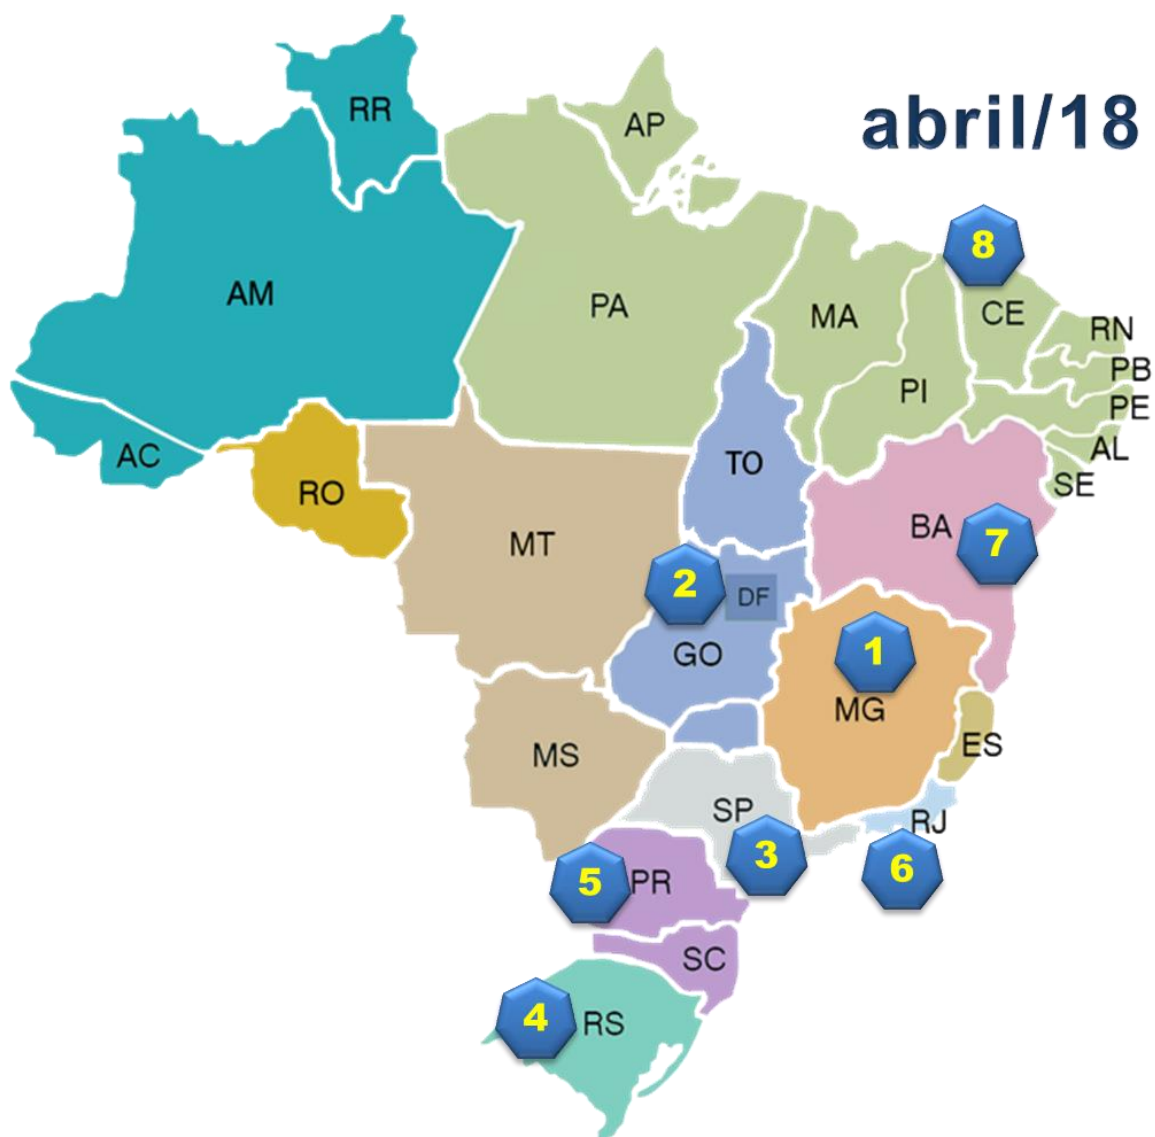 RR
AP
abril/18
8
AM
PA
MA
CE
RN
PB
PI
PE
AL
AC
TO
SE
RO
BA
MT
7
2
DF
1
GO
MG
ES
MS
SP
RJ
3
6
5
PR
SC
4
RS